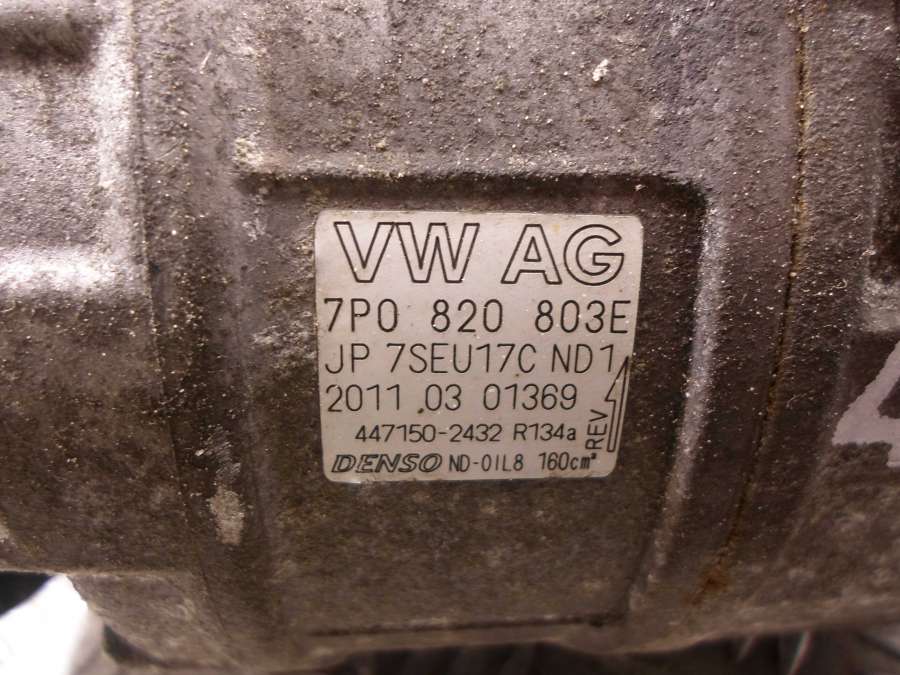 VW AG
7P0 820 803E
JP 7SEU17C ND1
2011.03 01369
447150-2432 R134a
REV
DENSO ND-OIL8 160cm³